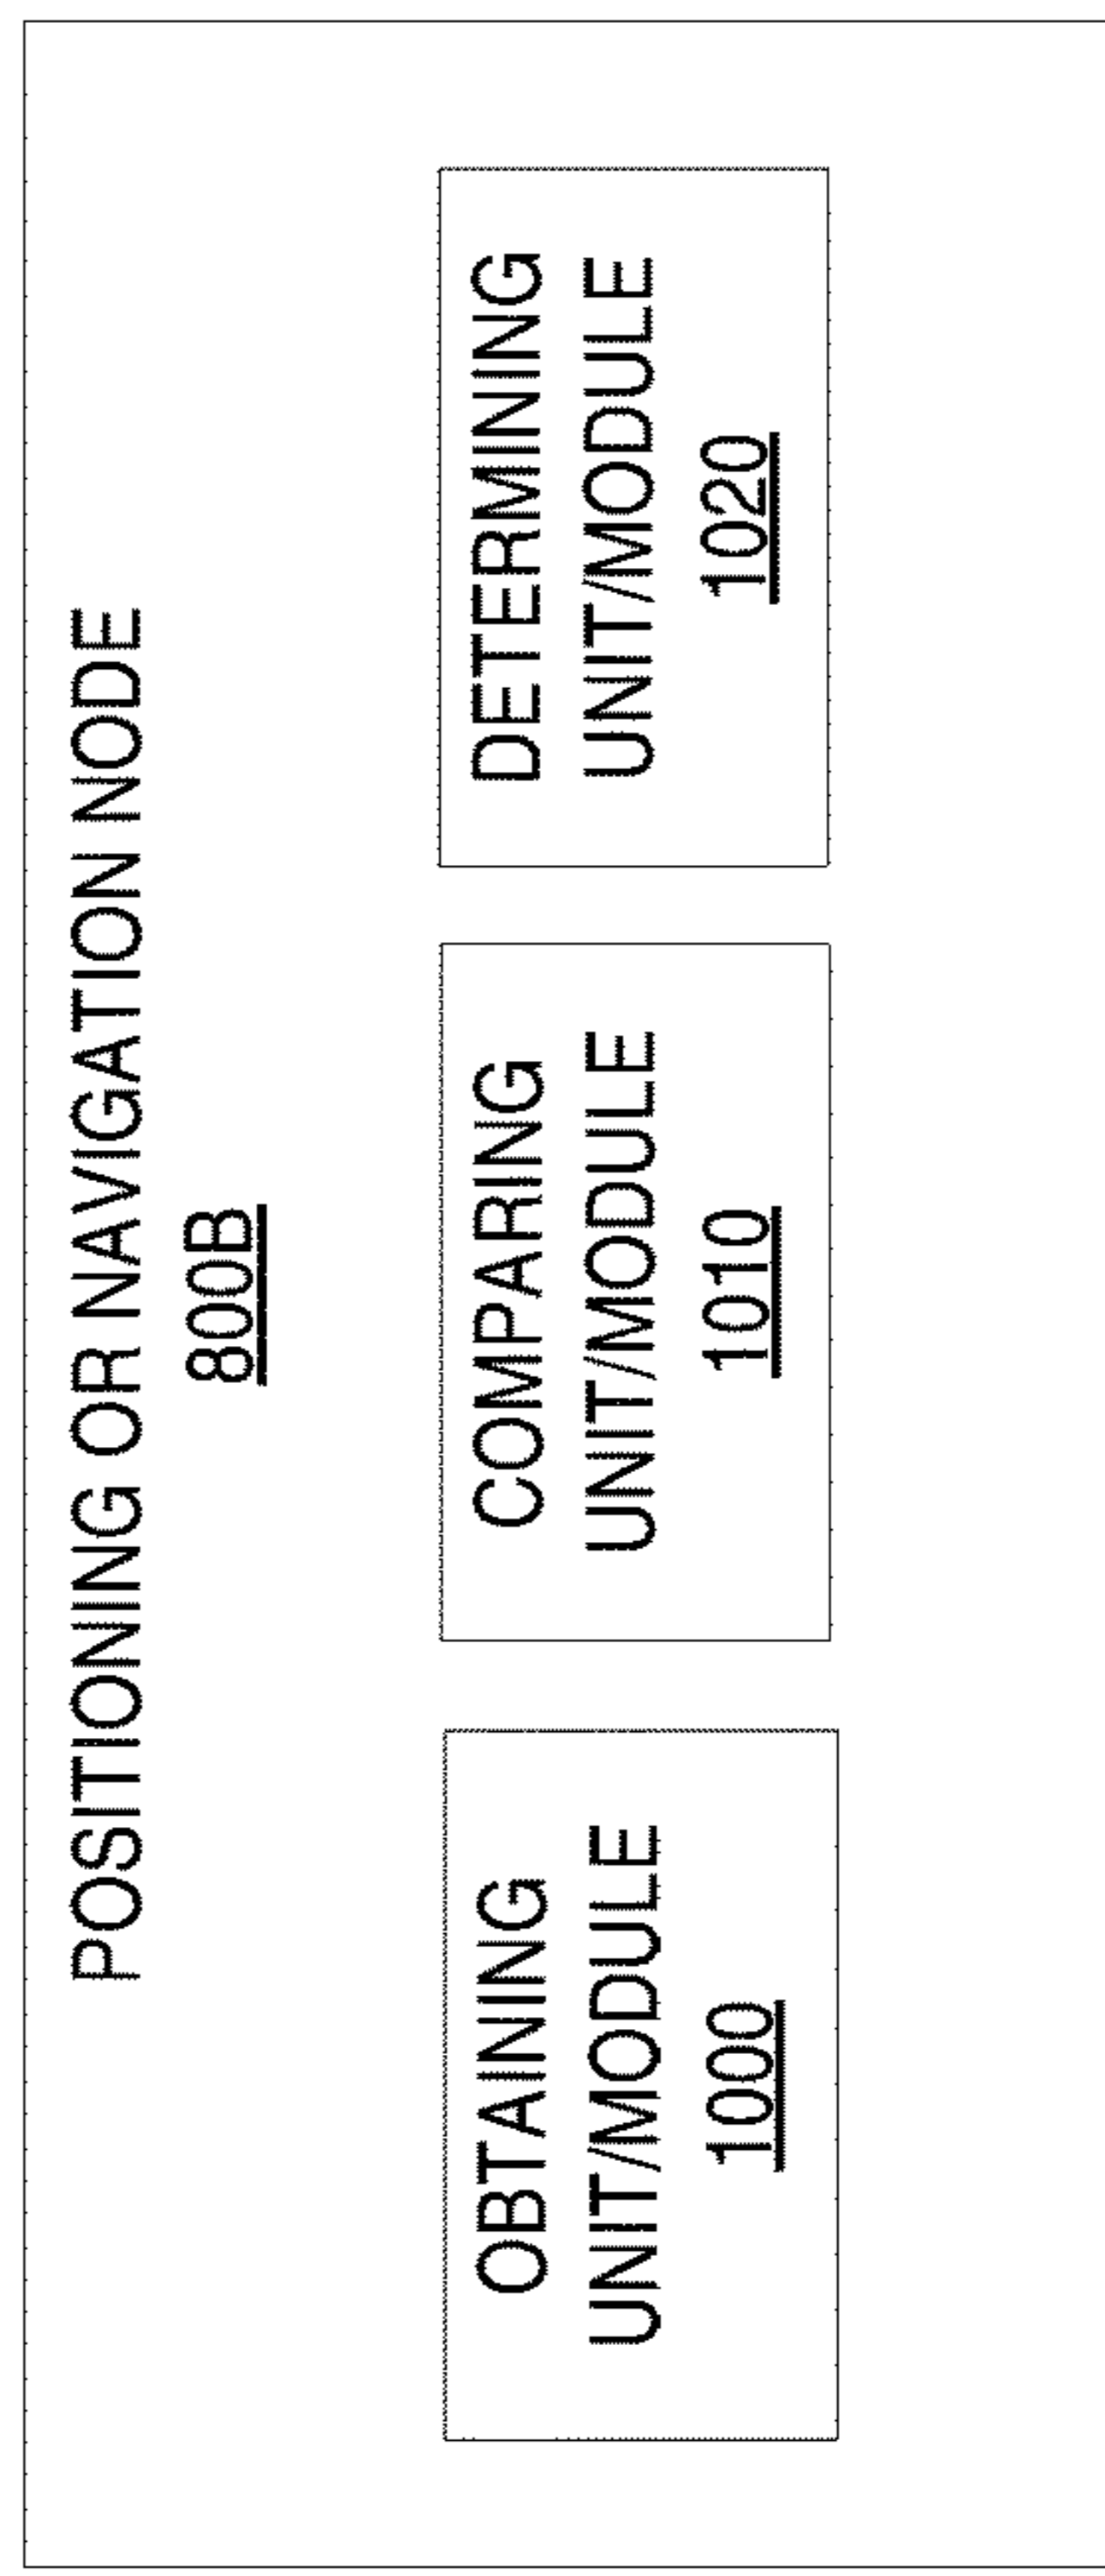 POSITIONING OR NAVIGATION NODE
800B
OBTAINING
UNIT/MODULE
1000
COMPARING
UNIT/MODULE
1010
DETERMINING
UNIT/MODULE
1020